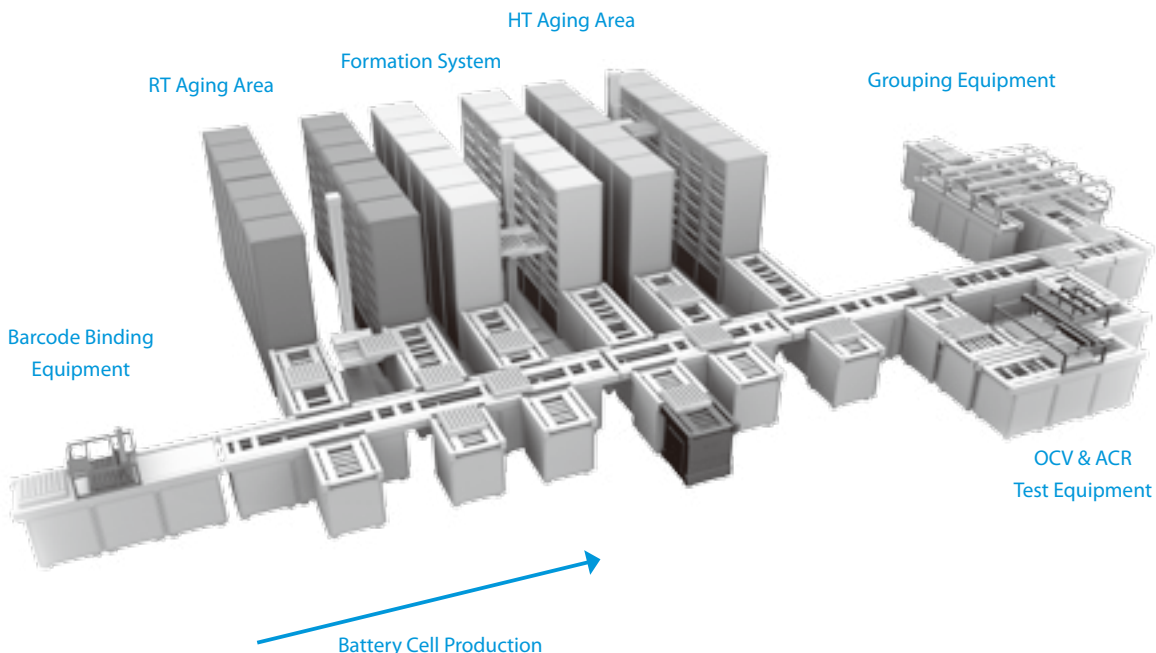 HT Aging Area
Formation System
RT Aging Area
Grouping Equipment
Barcode Binding
Equipment
OCV & ACR
Test Equipment
Battery Cell Production